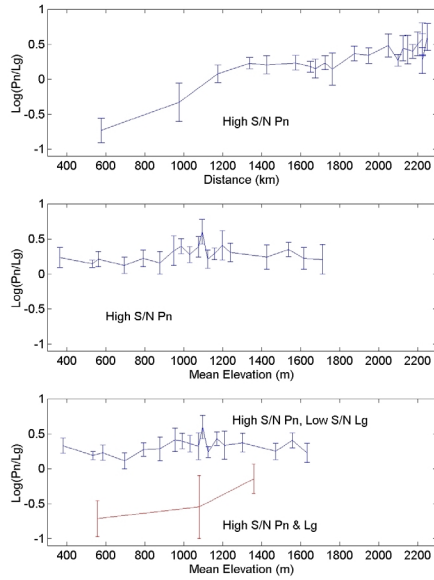 1
0.5
0
-0.5
-1
Log(Pn/Lg)
High S/N Pn
400 600 800 1000 1200 1400 1600 1800 2000 2200
Distance (km)
1
0.5
0
-0.5
-1
Log(Pn/Lg)
High S/N Pn
400 600 800 1000 1200 1400 1600 1800 2000 2200
Mean Elevation (m)
1
0.5
0
-0.5
-1
Log(Pn/Lg)
High S/N Pn, Low S/N Lg
High S/N Pn & Lg
400 600 800 1000 1200 1400 1600 1800 2000 2200
Mean Elevation (m)